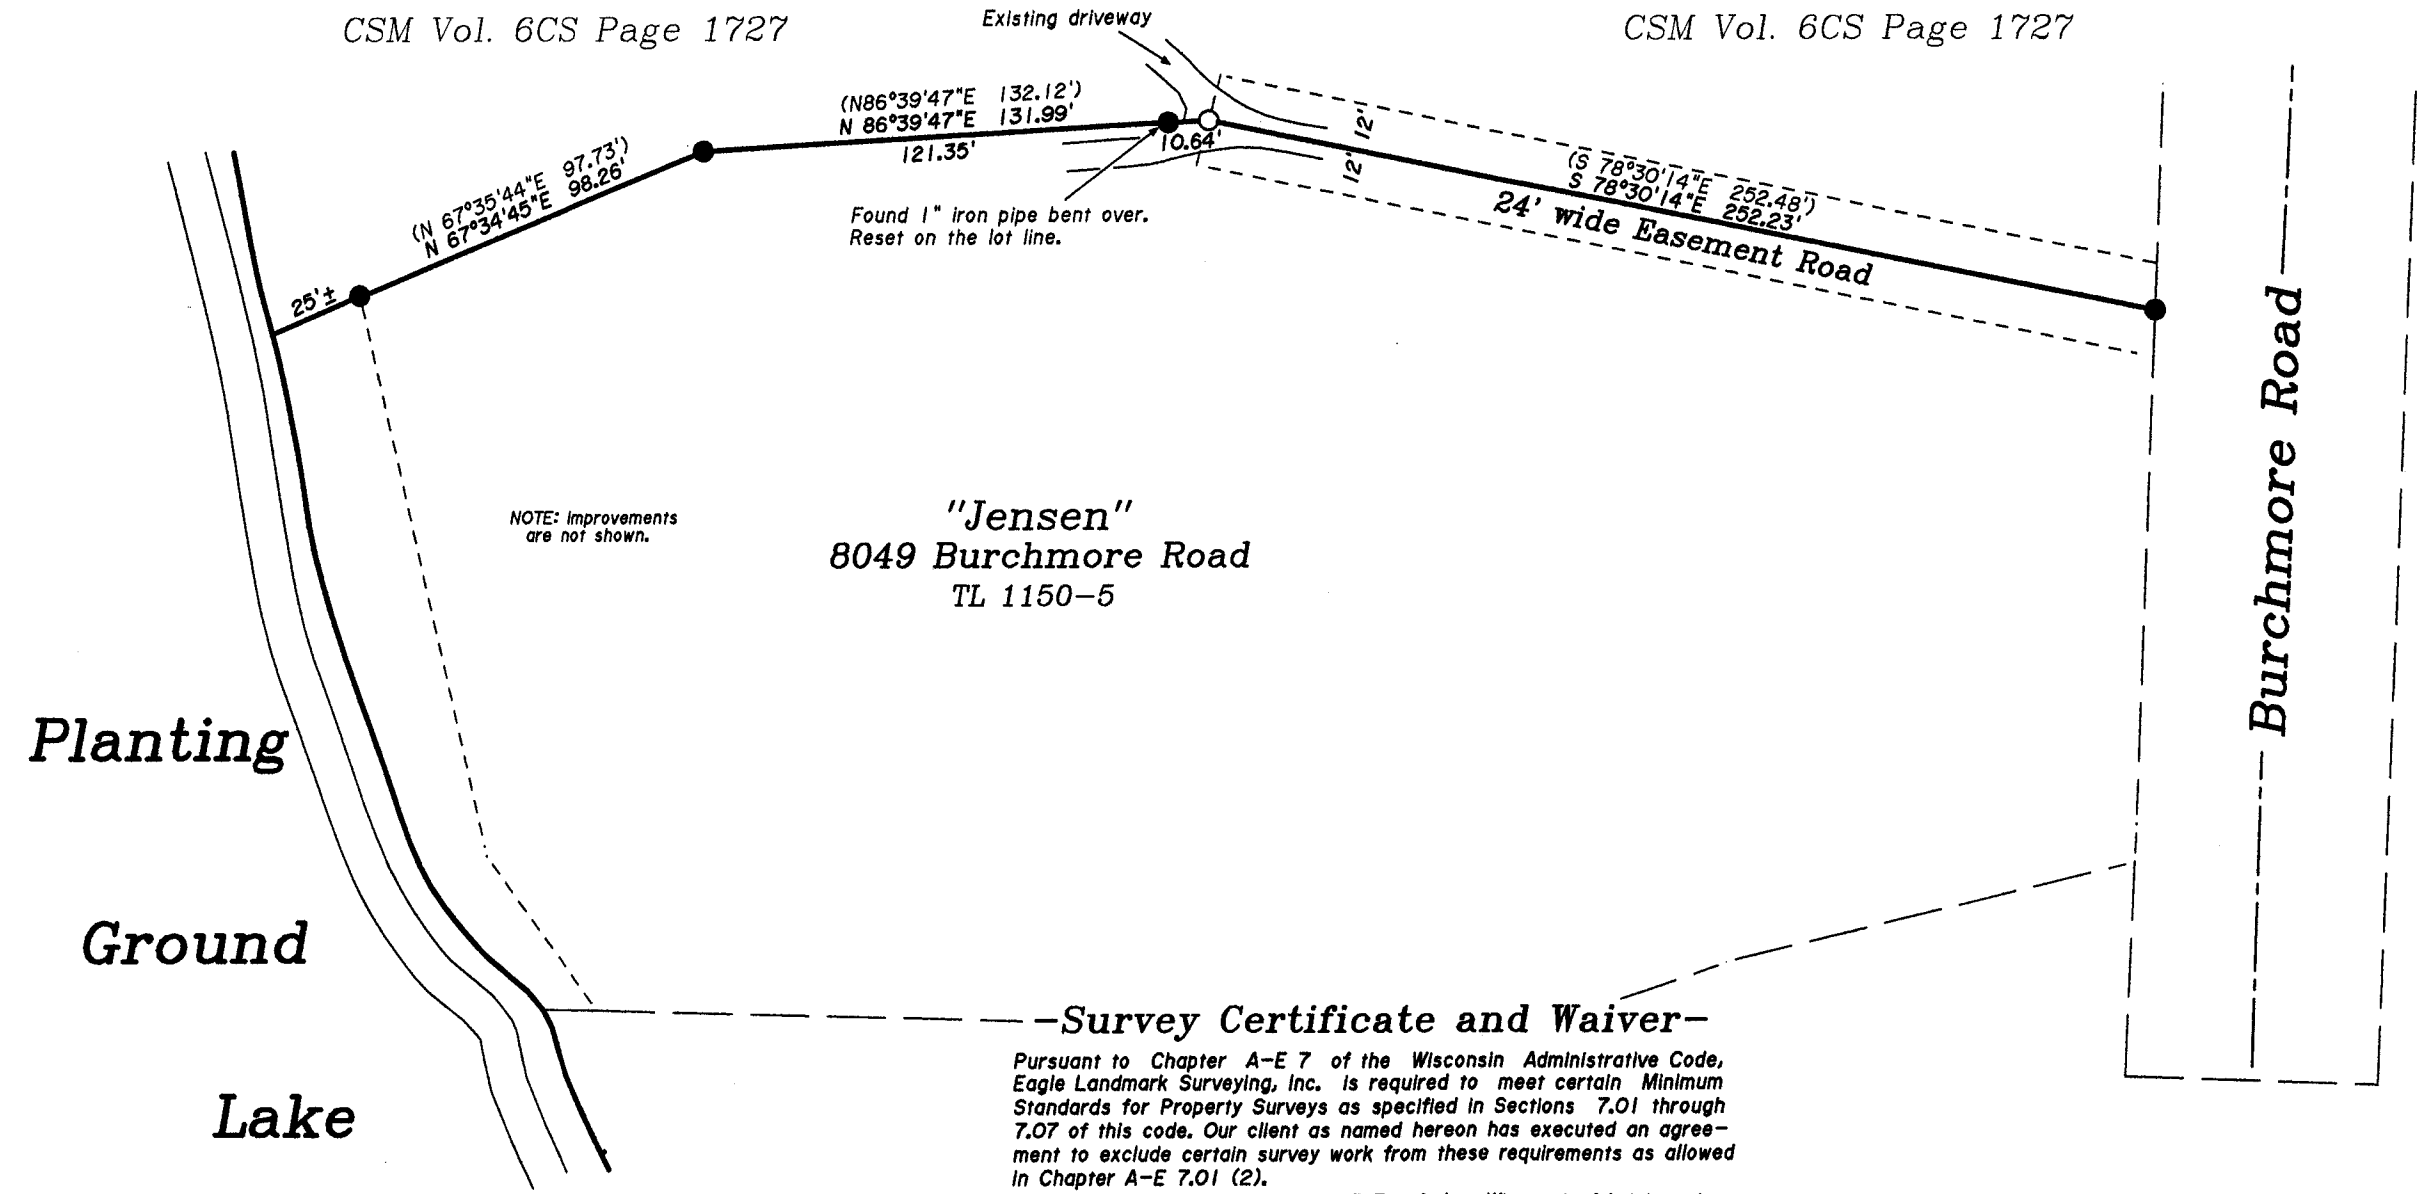 CSM Vol. 6CS Page 1727
Existing driveway
CSM Vol. 6CS Page 1727
(N86°39'47"E 132.12')
N 86°39'47"E 131.99'
121.35'
10.64'
12'
12'
(N 67°35'44"E 97.73')
N 67°34'45"E 98.26'
25'±
(S 78°30'14"E 252.48')
S 78°30'14"E 252.23'
24' wide Easement Road
Found 1" iron pipe bent over.
Reset on the lot line.
Burchmore Road
NOTE: Improvements
are not shown.
"Jensen"
8049 Burchmore Road
TL 1150-5
Planting
Ground
Lake
-Survey Certificate and Waiver-
Pursuant to Chapter A-E 7 of the Wisconsin Administrative Code,
Eagle Landmark Surveying, Inc. is required to meet certain Minimum
Standards for Property Surveys as specified in Sections 7.01 through
7.07 of this code. Our client as named hereon has executed an agree-
ment to exclude certain survey work from these requirements as allowed
in Chapter A-E 7.01 (2).